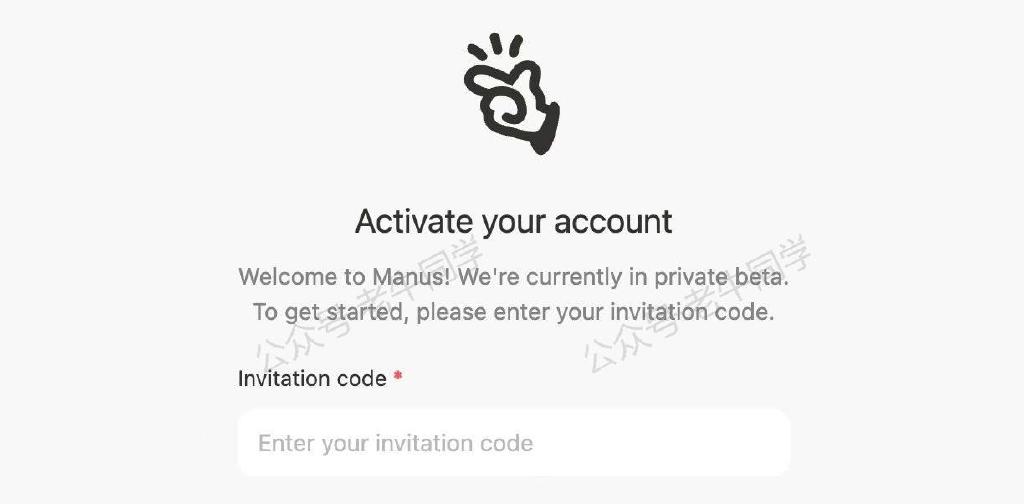 Activate your account
Welcome to Manus! We're currently in private beta.
To get started, please enter your invitation code.
公众号 老牛同学
公众号 老牛同学
Invitation code *
Enter your invitation code